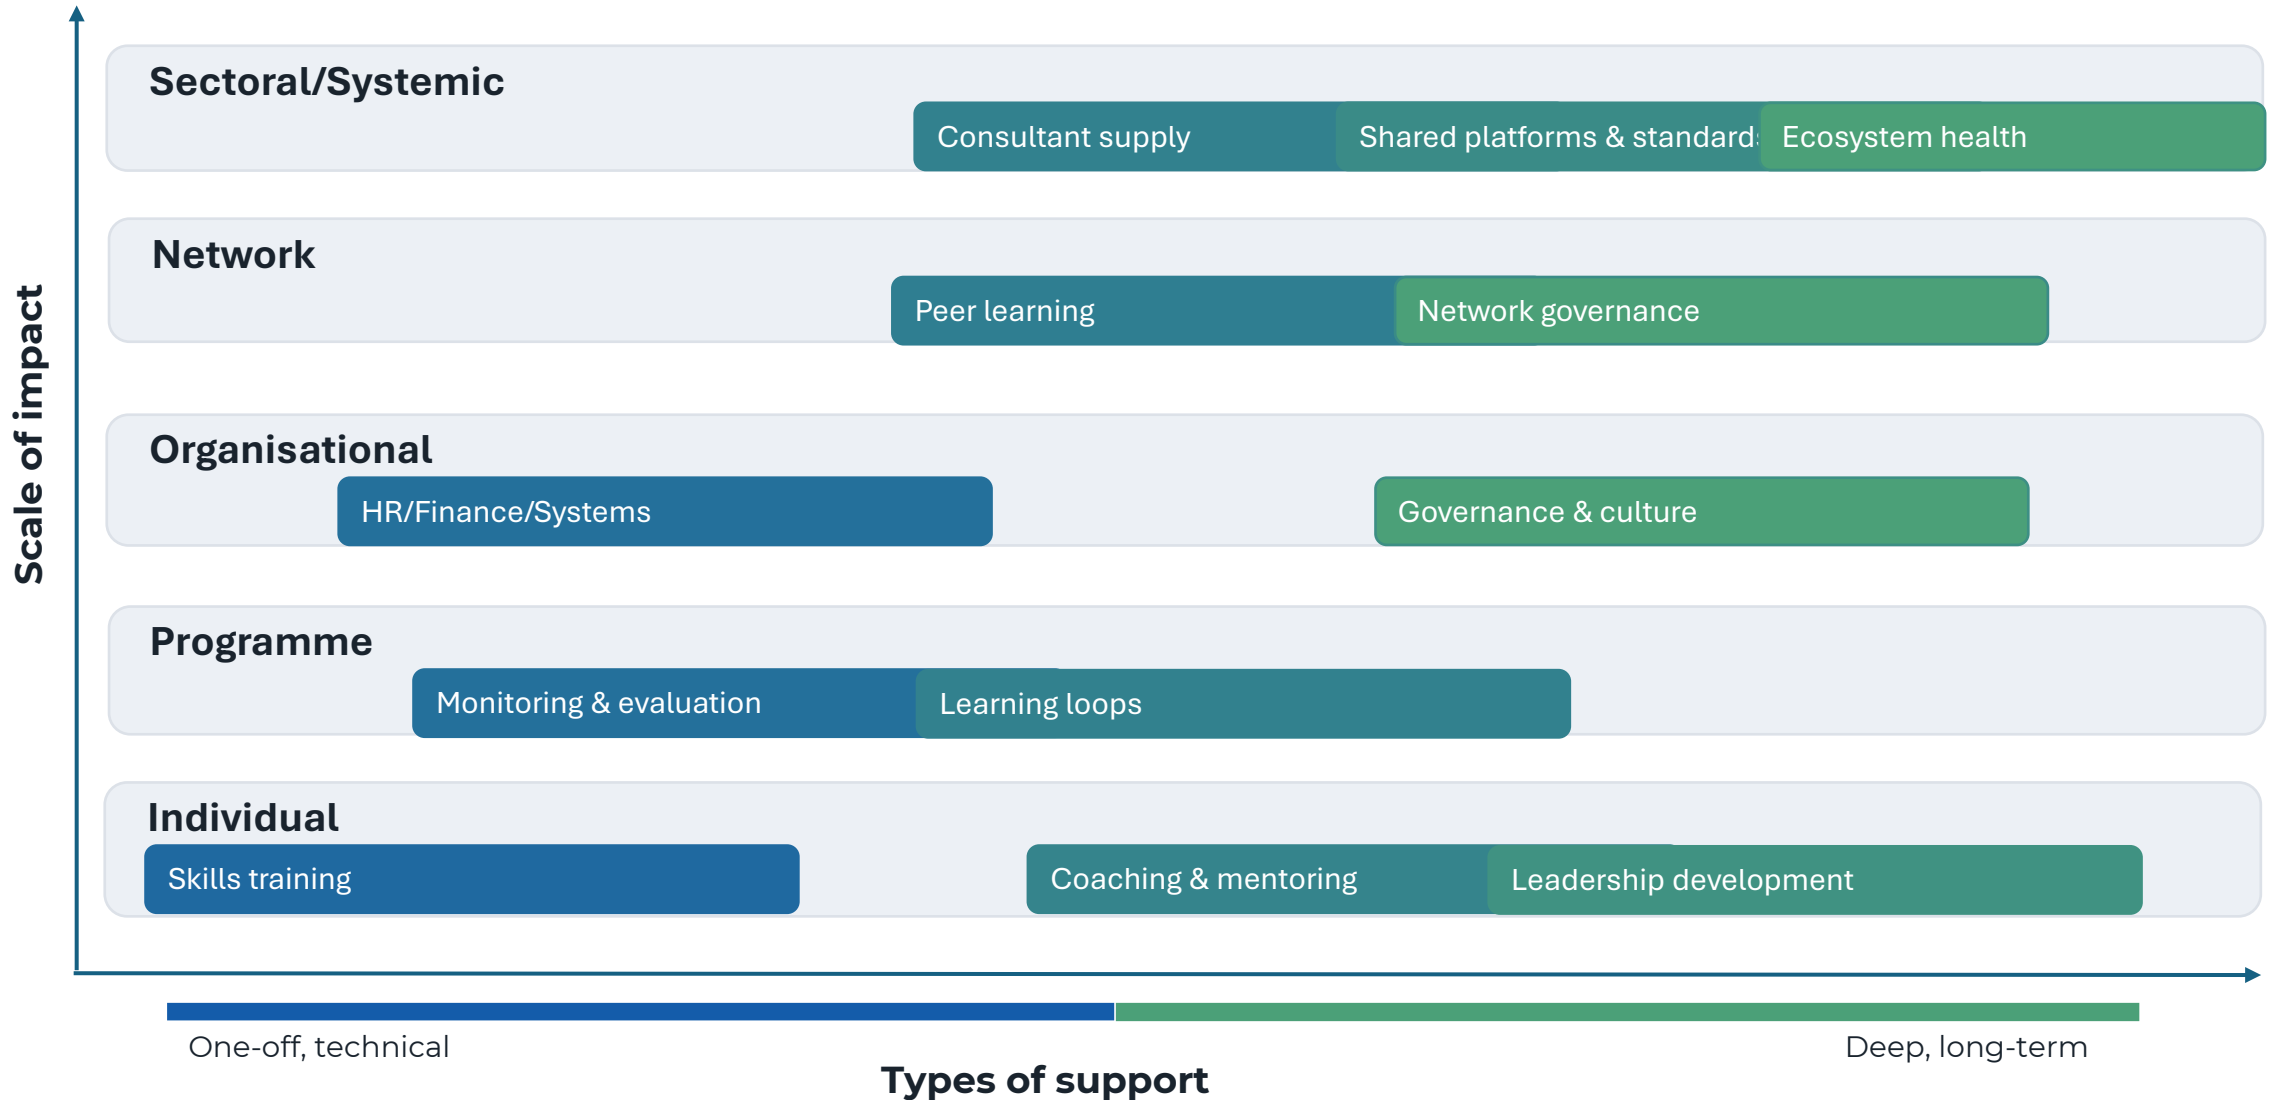 Sectoral/Systemic
Consultant supply
Shared platforms & standards
Ecosystem health
Network
Peer learning
Network governance
Scale of impact
Organisational
HR/Finance/Systems
Governance & culture
Programme
Monitoring & evaluation
Learning loops
Individual
Skills training
Coaching & mentoring
Leadership development
One-off, technical
Deep, long-term
Types of support